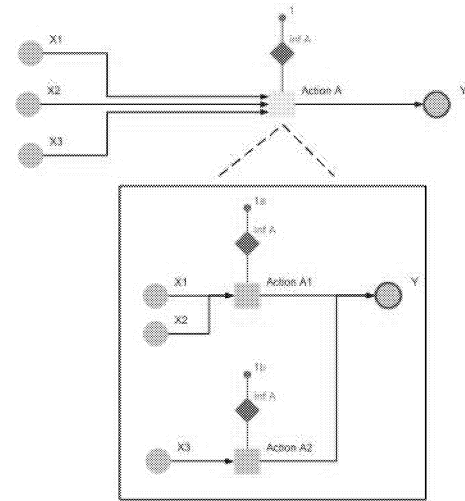 1
X1
inf A
X2
Action A
Y
X3
1a
inf A
X1
Action A1
Y
X2
1b
inf A
X3
Action A2